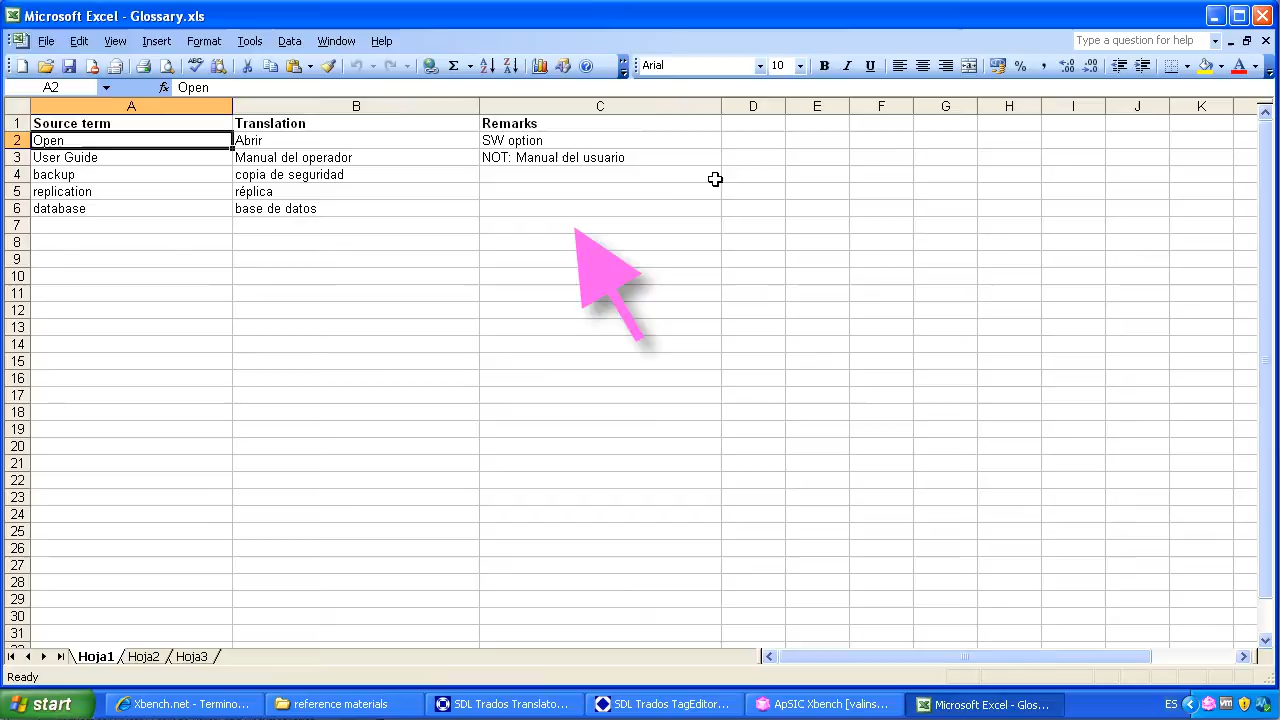 Microsoft Excel - Glossary.xls
File Edit View Insert Format Tools Data Window Help
Type a question for help
Arial 10 B I U
A2 fx Open
A B C D E F G H I J K
1 Source term Translation Remarks
2 Open Abrir SW option
3 User Guide Manual del operador NOT: Manual del usuario
4 backup copia de seguridad
5 replication réplica
6 database base de datos
7
8
9
10
11
12
13
14
15
16
17
18
19
20
21
22
23
24
25
26
27
28
29
30
31
Hoja1 Hoja2 Hoja3
Ready
start Xbench.net - Termino... reference materials SDL Trados Translato... SDL Trados TagEditor... ApSIC Xbench [valins... Microsoft Excel - Glos... ES